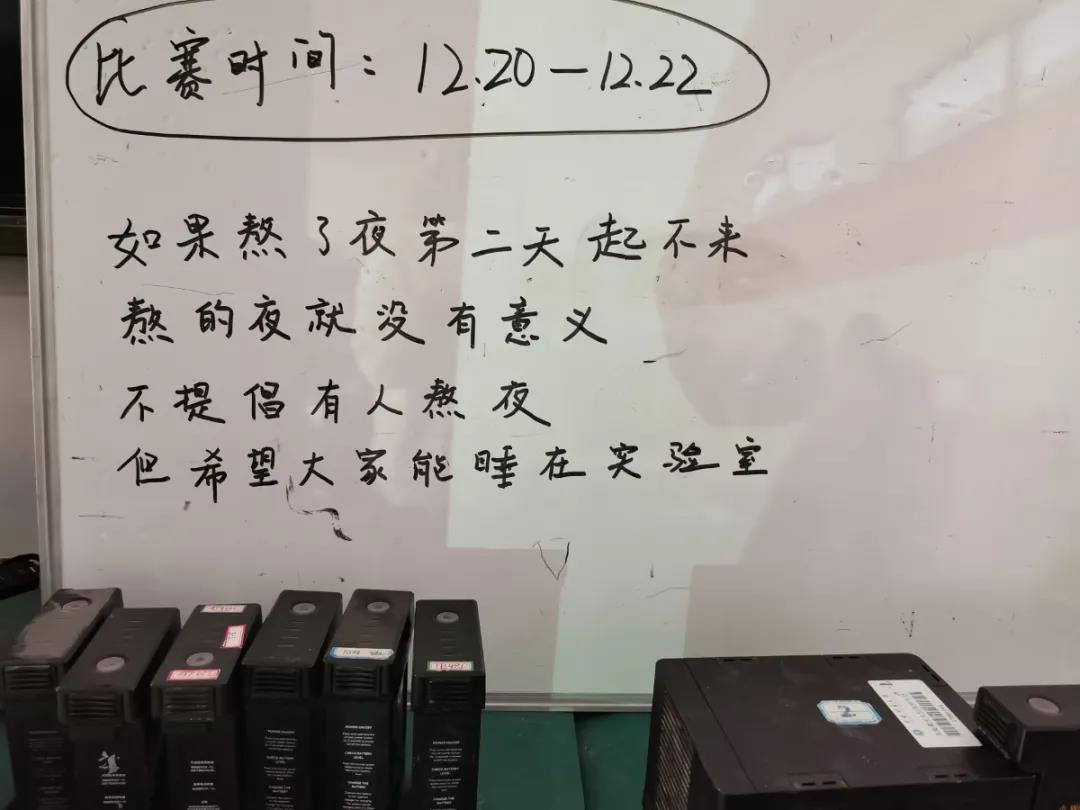 比赛时间：12.20—12.22
如果熬了夜第二天起不来
熬的夜就没有意义
不提倡有人熬夜
但希望大家能睡在实验室
2